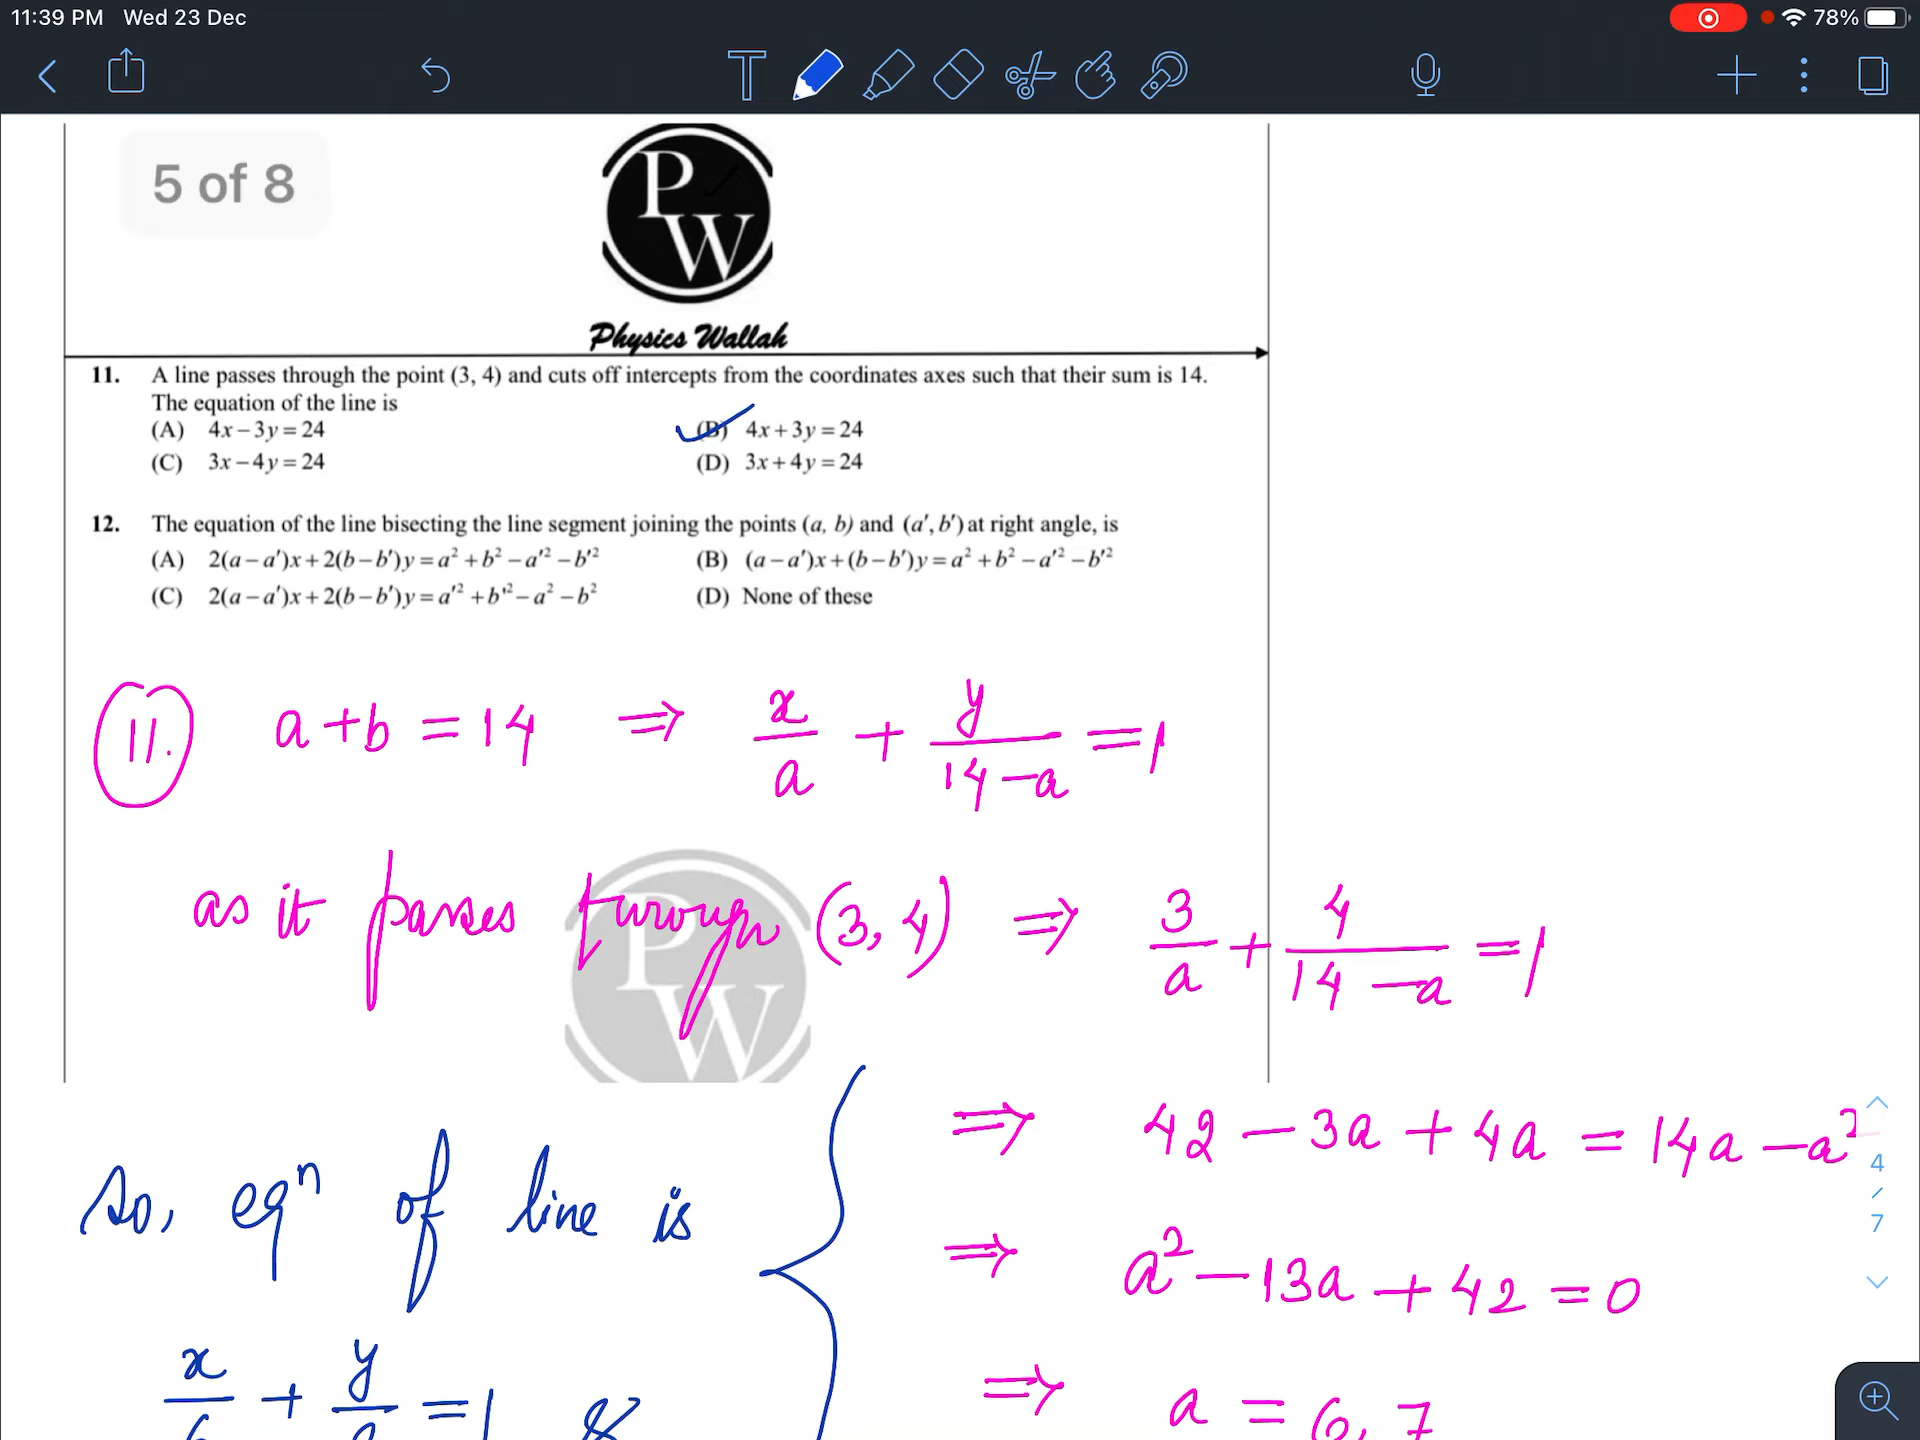 11:39 PM Wed 23 Dec
78%
5 of 8
P
W
Physics Wallah
11. A line passes through the point (3, 4) and cuts off intercepts from the coordinates axes such that their sum is 14.
The equation of the line is
(A) 4x − 3y = 24 (B) 4x + 3y = 24
(C) 3x − 4y = 24 (D) 3x + 4y = 24
12. The equation of the line bisecting the line segment joining the points (a, b) and (a′, b′) at right angle, is
(A) 2(a − a′)x + 2(b − b′)y = a² + b² − a′² − b′² (B) (a − a′)x + (b − b′)y = a² + b² − a′² − b′²
(C) 2(a − a′)x + 2(b − b′)y = a′² + b′² − a² − b² (D) None of these
11. a + b = 14 ⇒ x/a + y/(14 − a) = 1
as it passes through (3, 4) ⇒ 3/a + 4/(14 − a) = 1
P
W
⇒ 42 − 3a + 4a = 14a − a²
4
/
7
So, eqⁿ of line is
⇒ a² − 13a + 42 = 0
⇒ a = 6, 7
x/6 + y/ = 1 &